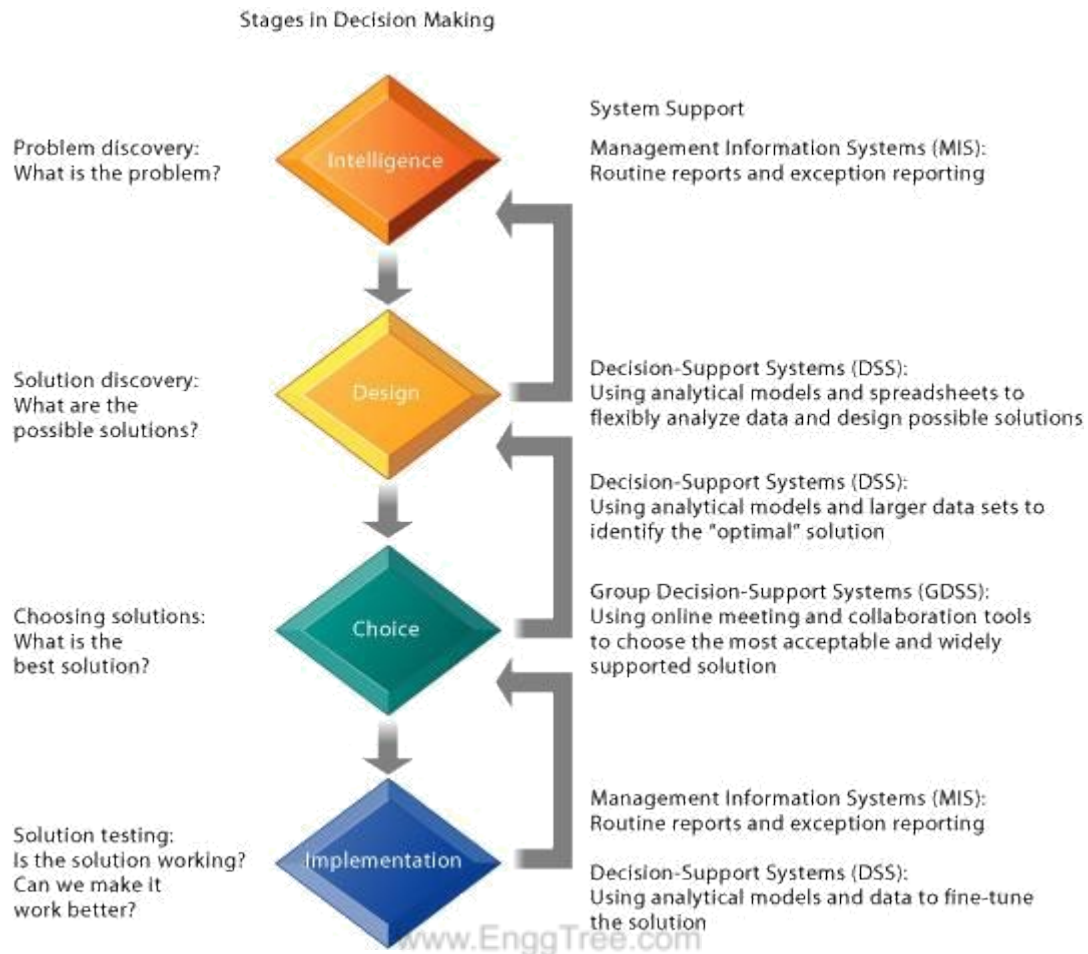 Stages in Decision Making
System Support
Problem discovery:
What is the problem?
Intelligence
Management Information Systems (MIS):
Routine reports and exception reporting
Solution discovery:
What are the
possible solutions?
Design
Decision-Support Systems (DSS):
Using analytical models and spreadsheets to
flexibly analyze data and design possible solutions
Decision-Support Systems (DSS):
Using analytical models and larger data sets to
identify the "optimal" solution
Choosing solutions:
What is the
best solution?
Choice
Group Decision-Support Systems (GDSS):
Using online meeting and collaboration tools
to choose the most acceptable and widely
supported solution
Solution testing:
Is the solution working?
Can we make it
work better?
Implementation
Management Information Systems (MIS):
Routine reports and exception reporting
Decision-Support Systems (DSS):
Using analytical models and data to fine-tune
the solution
www.EnggTree.com